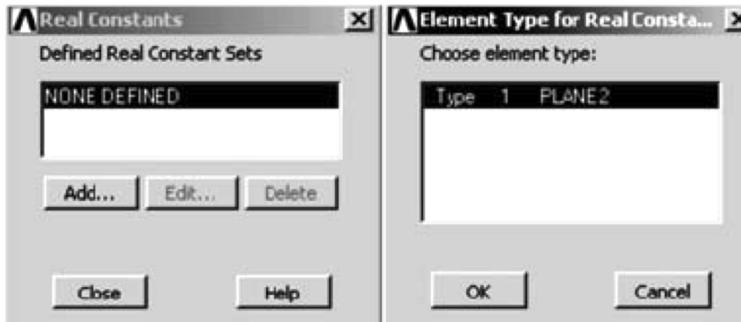 Real Constants
Defined Real Constant Sets
NONE DEFINED
Add... Edit... Delete
Close Help
Element Type for Real Consta...
Choose element type:
Type 1 PLANE2
OK Cancel